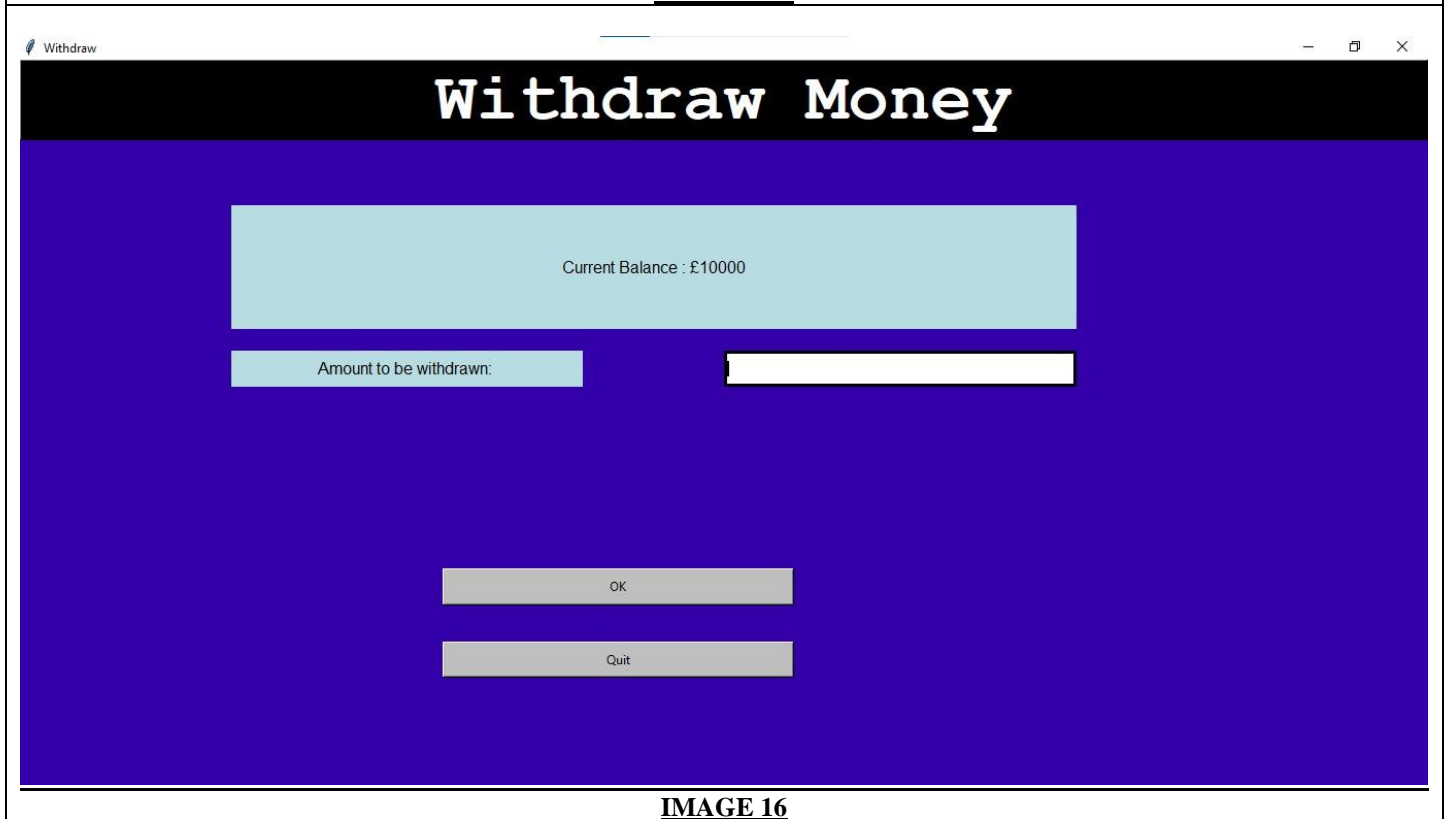 Withdraw
Withdraw Money
Current Balance : £10000
Amount to be withdrawn:
OK
Quit
IMAGE 16